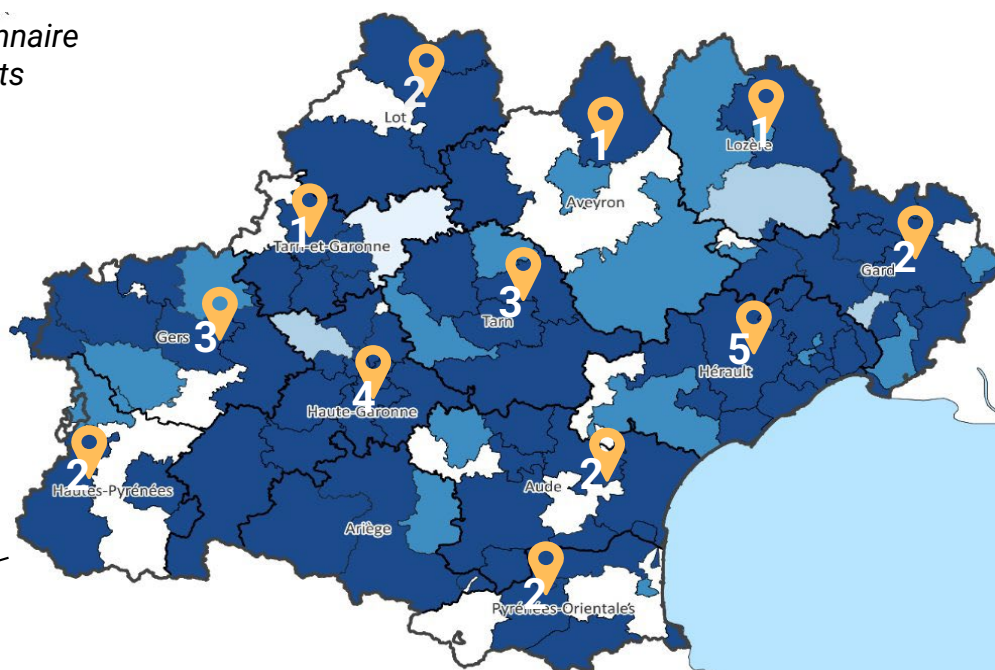 nnaire
ts
2
Lot
1
Aveyron
1
Lozère
1
Tarn-et-Garonne
2
Gard
3
Gers
3
Tarn
5
Hérault
4
Haute-Garonne
2
Hautes-Pyrénées
2
Aude
Ariège
2
Pyrénées-Orientales